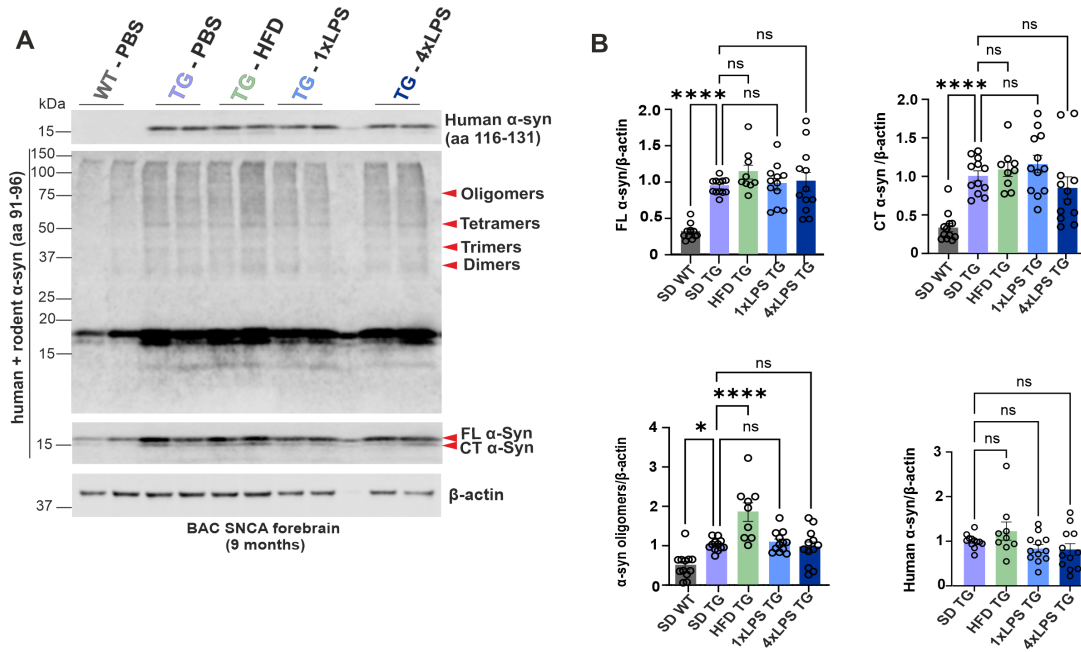 A
WT - PBS
TG - PBS
TG - HFD
TG - 1xLPS
TG - 4xLPS
kDa
15
Human α-syn
(aa 116-131)
human + rodent α-syn (aa 91-96)
150
100
75
50
37
25
20
15
Oligomers
Tetramers
Trimers
Dimers
15
FL α-Syn
CT α-Syn
37
β-actin
BAC SNCA forebrain
(9 months)
B
FL α-syn/β-actin
2.0
1.5
1.0
0.5
0
****
ns
ns
ns
SD WT
SD TG
HFD TG
1xLPS TG
4xLPS TG
CT α-syn /β-actin
2.0
1.5
1.0
0.5
0.0
****
ns
ns
ns
SD WT
SD TG
HFD TG
1xLPS TG
4xLPS TG
α-syn oligomers/β-actin
4
3
2
1
0
*
****
ns
ns
SD WT
SD TG
HFD TG
1xLPS TG
4xLPS TG
Human α-syn/β-actin
3
2
1
0
ns
ns
ns
SD TG
HFD TG
1xLPS TG
4xLPS TG